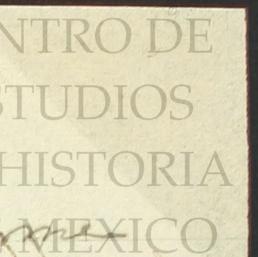 NTRO DE
STUDIOS
HISTORIA
MEXICO